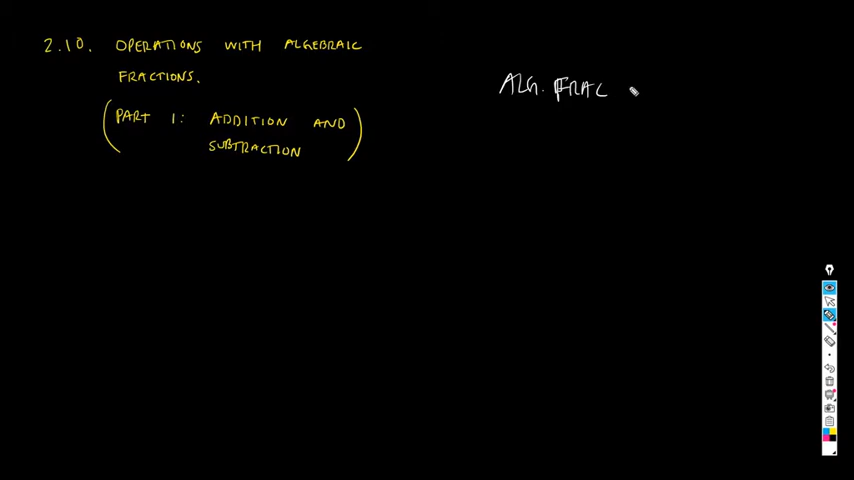 2.10. OPERATIONS WITH ALGEBRAIC
FRACTIONS.
(PART 1: ADDITION AND
SUBTRACTION)
ALG. FRAC